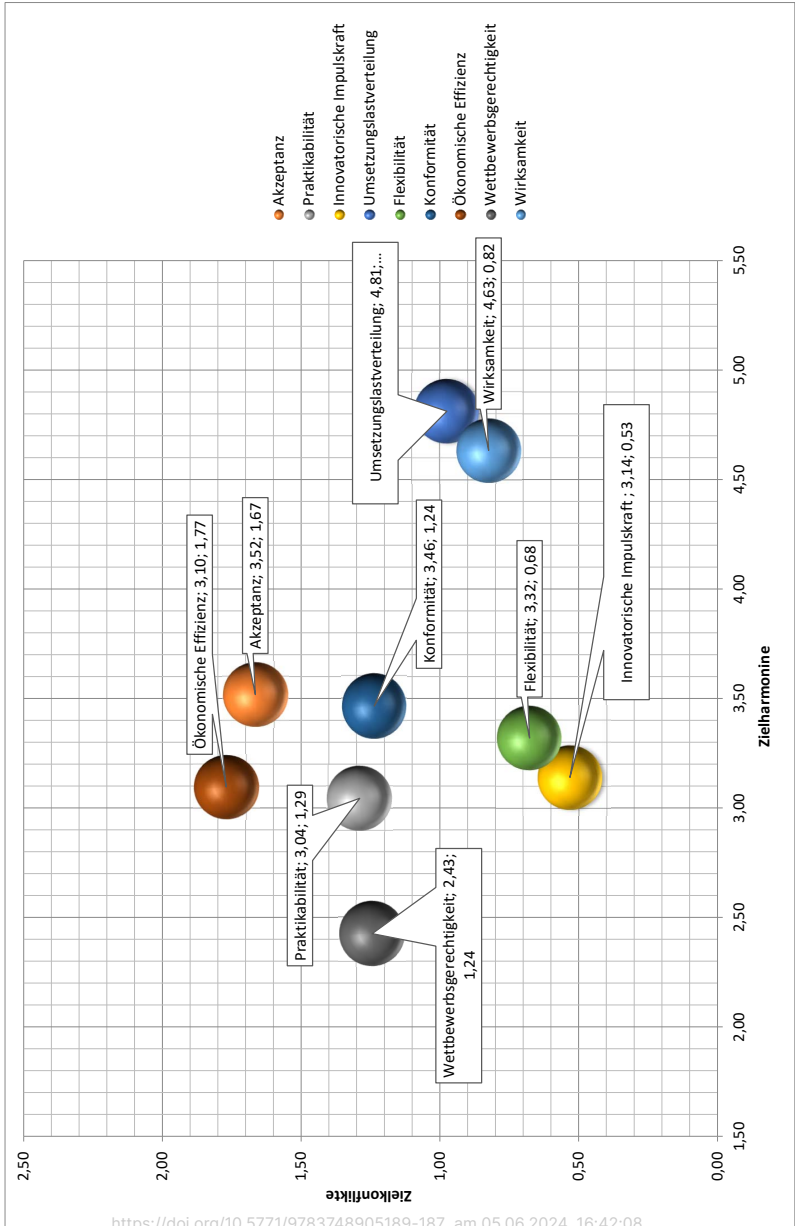 2,50
2,00
1,50
1,00
0,50
0,00
Zielkonflikte
1,50
2,00
2,50
3,00
3,50
4,00
4,50
5,00
5,50
Zielharmonine
Ökonomische Effizienz; 3,10; 1,77
Akzeptanz; 3,52; 1,67
Praktikabilität; 3,04; 1,29
Konformität; 3,46; 1,24
Wettbewerbsgerechtigkeit; 2,43;
1,24
Umsetzungslastverteilung; 4,81;...
Wirksamkeit; 4,63; 0,82
Flexibilität; 3,32; 0,68
Innovatorische Impulskraft ; 3,14; 0,53
Akzeptanz
Praktikabilität
Innovatorische Impulskraft
Umsetzungslastverteilung
Flexibilität
Konformität
Ökonomische Effizienz
Wettbewerbsgerechtigkeit
Wirksamkeit
https://doi.org/10.5771/9783748905189-187, am 05.06.2024, 16:42:08